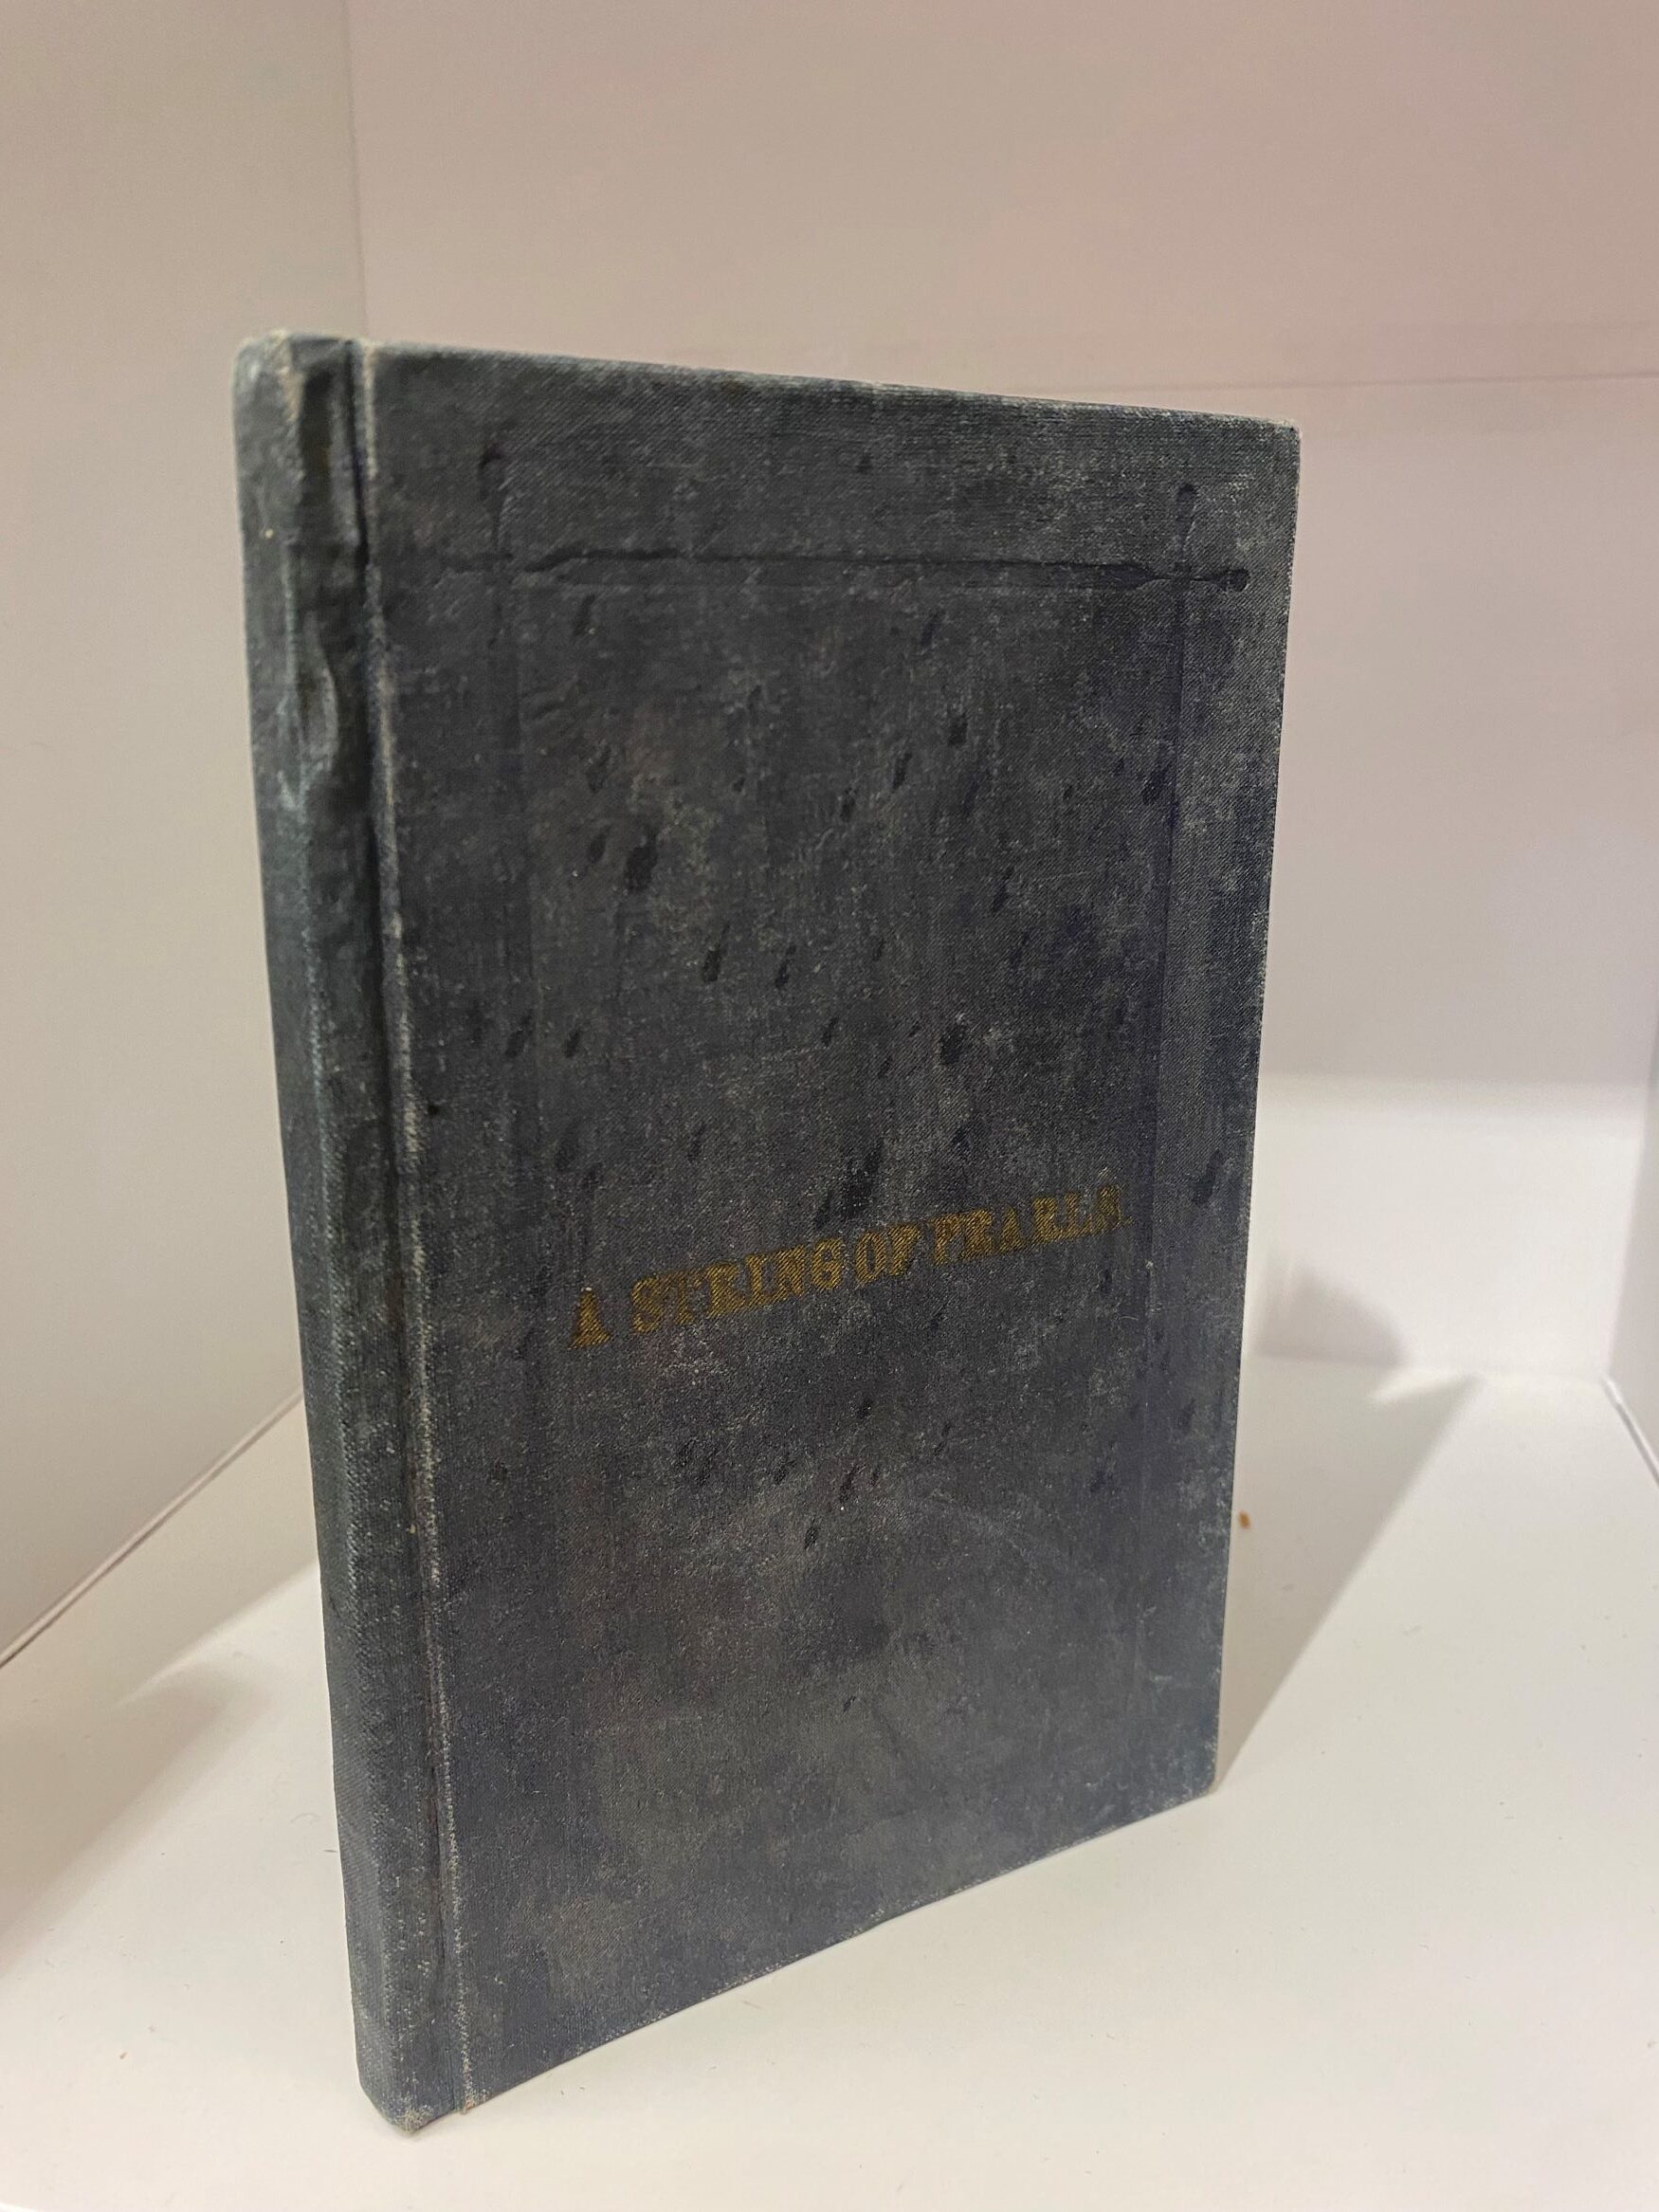 A STRING OF PEARLS.